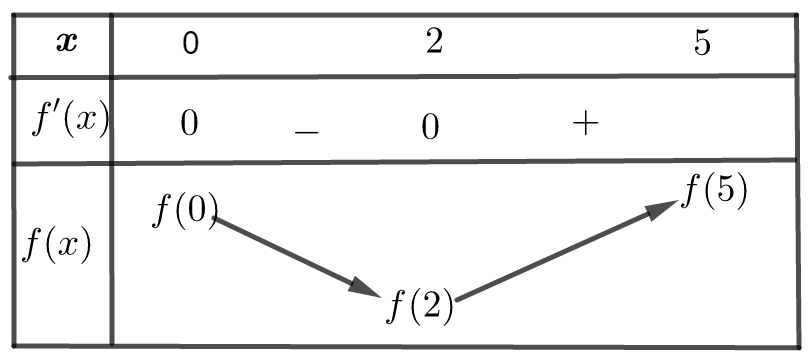 x 0 2 5
f′(x) 0 − 0 +
f(0) f(5)
f(x)
f(2)